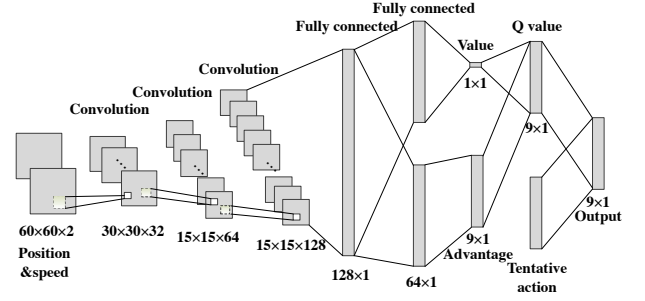 Fully connected
Fully connected
Q value
Value
Convolution
Convolution
Convolution
1×1
9×1
60×60×2
30×30×32
15×15×64
15×15×128
128×1
64×1
9×1
Advantage
9×1
Output
Position
&speed
Tentative
action